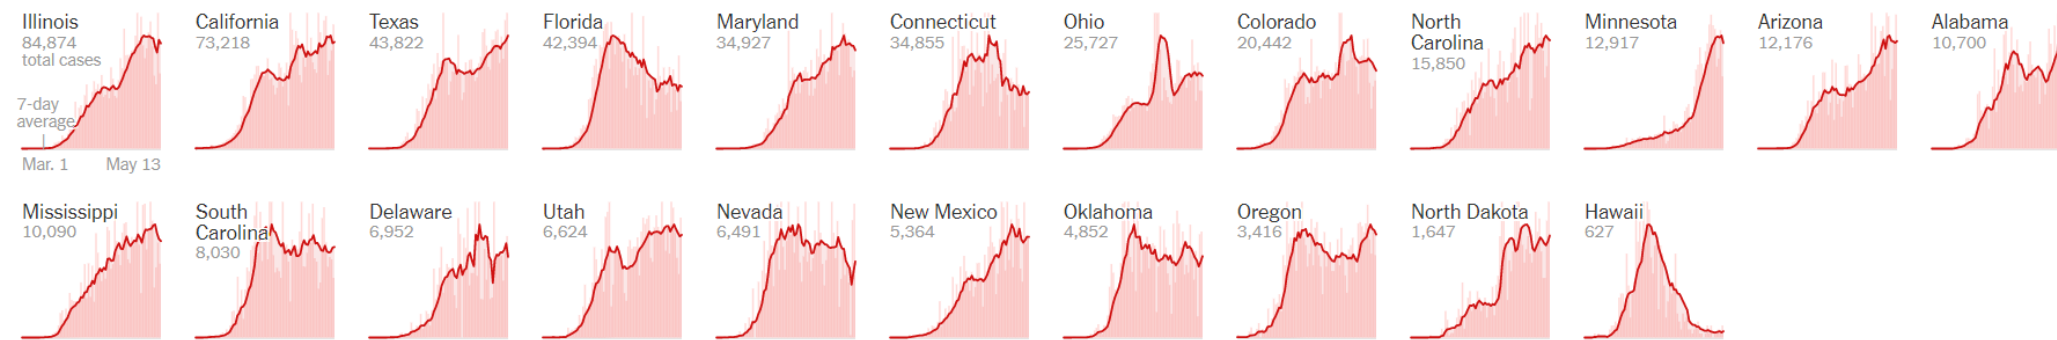 Illinois
84,874
total cases
7-day
average
Mar. 1 May 13
California
73,218
Texas
43,822
Florida
42,394
Maryland
34,927
Connecticut
34,855
Ohio
25,727
Colorado
20,442
North
Carolina
15,850
Minnesota
12,917
Arizona
12,176
Alabama
10,700
Mississippi
10,090
South
Carolina
8,030
Delaware
6,952
Utah
6,624
Nevada
6,491
New Mexico
5,364
Oklahoma
4,852
Oregon
3,416
North Dakota
1,647
Hawaii
627